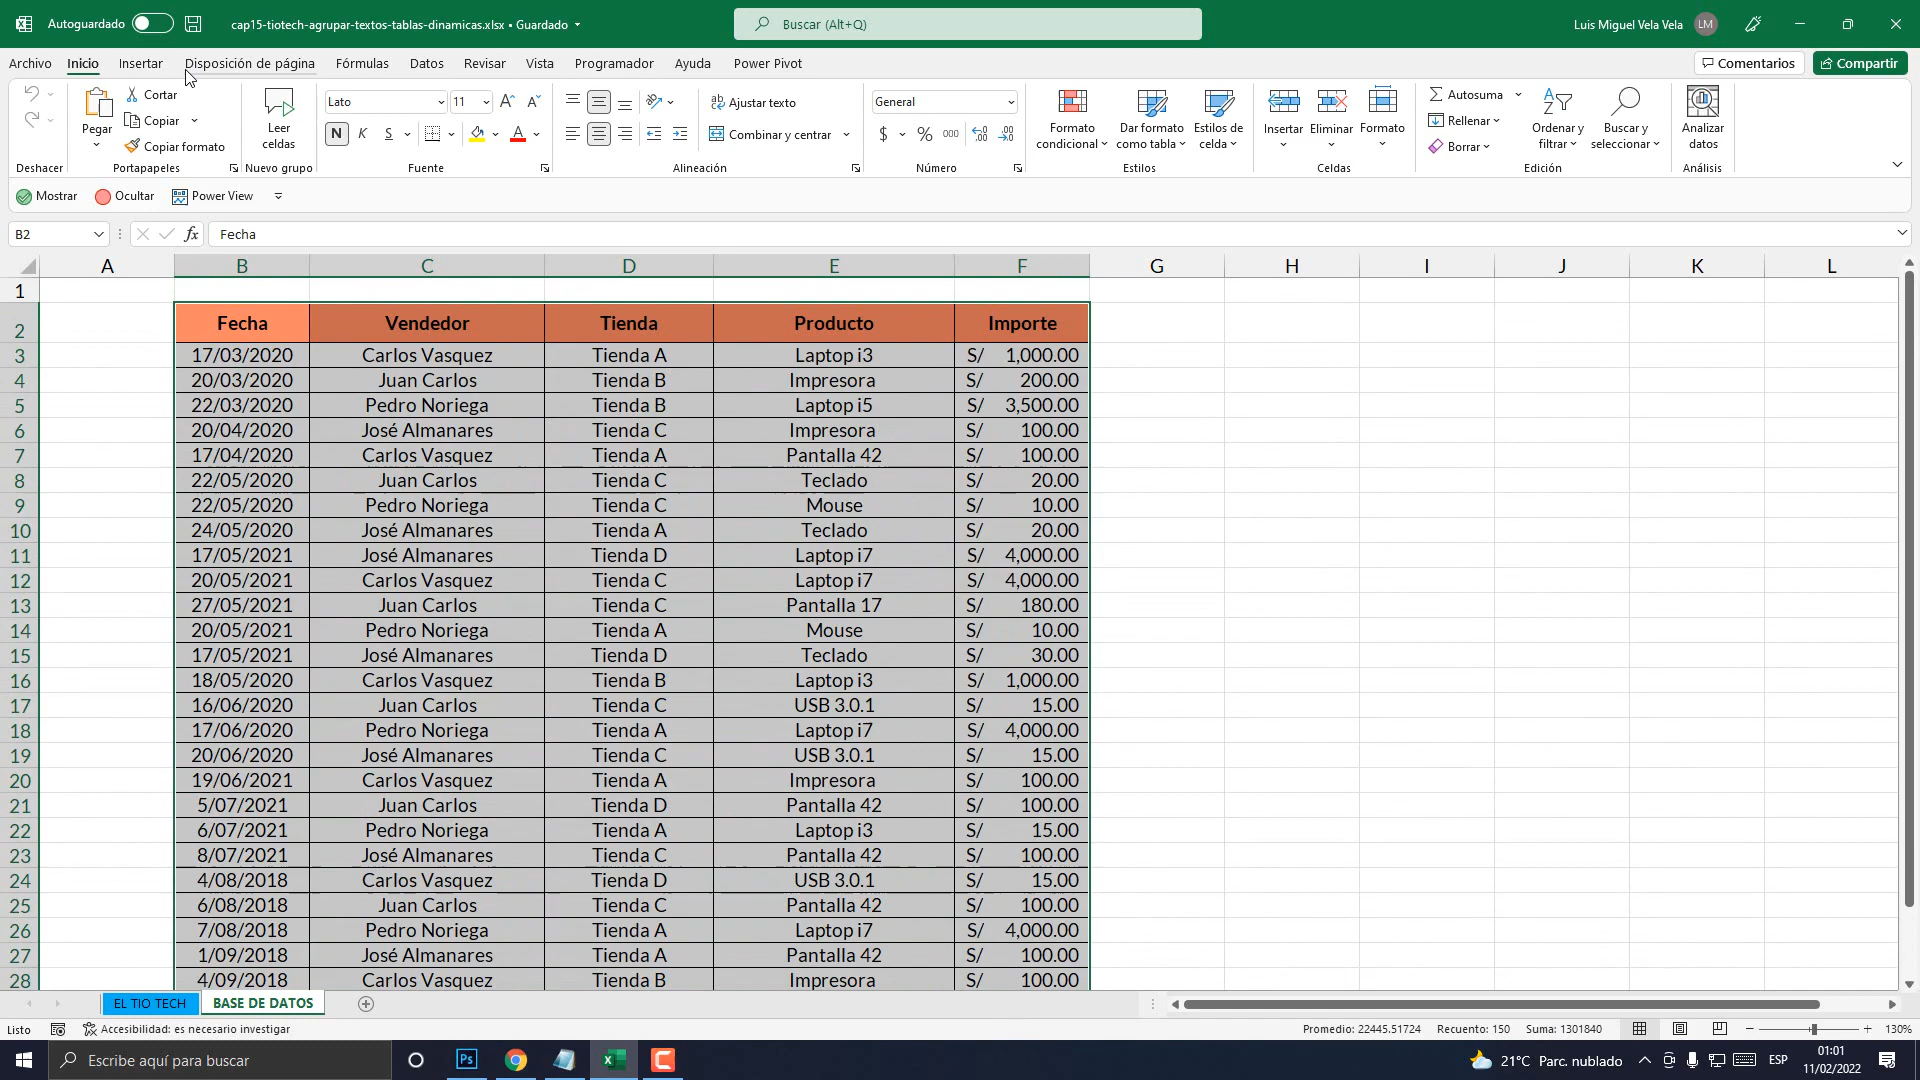 Autoguardado cap15-tiotech-agrupar-textos-tablas-dinamicas.xlsx • Guardado Buscar (Alt+Q) Luis Miguel Vela Vela LM
Archivo Inicio Insertar Disposición de página Fórmulas Datos Revisar Vista Programador Ayuda Power Pivot Comentarios Compartir
Pegar Cortar Copiar Copiar formato
Leer celdas
Lato 11 N K S
Ajustar texto
Combinar y centrar
General
$ % 000
Formato condicional Dar formato como tabla Estilos de celda
Insertar Eliminar Formato
Autosuma Rellenar Borrar
Ordenar y filtrar Buscar y seleccionar
Analizar datos
Deshacer Portapapeles Nuevo grupo Fuente Alineación Número Estilos Celdas Edición Análisis
Mostrar Ocultar Power View
B2 fx Fecha
A B C D E F G H I J K L
1
2 Fecha Vendedor Tienda Producto Importe
3 17/03/2020 Carlos Vasquez Tienda A Laptop i3 S/ 1,000.00
4 20/03/2020 Juan Carlos Tienda B Impresora S/ 200.00
5 22/03/2020 Pedro Noriega Tienda B Laptop i5 S/ 3,500.00
6 20/04/2020 José Almanares Tienda C Impresora S/ 100.00
7 17/04/2020 Carlos Vasquez Tienda A Pantalla 42 S/ 100.00
8 22/05/2020 Juan Carlos Tienda C Teclado S/ 20.00
9 22/05/2020 Pedro Noriega Tienda C Mouse S/ 10.00
10 24/05/2020 José Almanares Tienda A Teclado S/ 20.00
11 17/05/2021 José Almanares Tienda D Laptop i7 S/ 4,000.00
12 20/05/2021 Carlos Vasquez Tienda C Laptop i7 S/ 4,000.00
13 27/05/2021 Juan Carlos Tienda C Pantalla 17 S/ 180.00
14 20/05/2021 Pedro Noriega Tienda A Mouse S/ 10.00
15 17/05/2021 José Almanares Tienda D Teclado S/ 30.00
16 18/05/2020 Carlos Vasquez Tienda B Laptop i3 S/ 1,000.00
17 16/06/2020 Juan Carlos Tienda C USB 3.0.1 S/ 15.00
18 17/06/2020 Pedro Noriega Tienda A Laptop i7 S/ 4,000.00
19 20/06/2020 José Almanares Tienda C USB 3.0.1 S/ 15.00
20 19/06/2021 Carlos Vasquez Tienda A Impresora S/ 100.00
21 5/07/2021 Juan Carlos Tienda D Pantalla 42 S/ 100.00
22 6/07/2021 Pedro Noriega Tienda A Laptop i3 S/ 15.00
23 8/07/2021 José Almanares Tienda C Pantalla 42 S/ 100.00
24 4/08/2018 Carlos Vasquez Tienda D USB 3.0.1 S/ 15.00
25 6/08/2018 Juan Carlos Tienda C Pantalla 42 S/ 100.00
26 7/08/2018 Pedro Noriega Tienda A Laptop i7 S/ 4,000.00
27 1/09/2018 José Almanares Tienda A Pantalla 42 S/ 100.00
28 4/09/2018 Carlos Vasquez Tienda B Impresora S/ 100.00
EL TIO TECH BASE DE DATOS
Listo Accesibilidad: es necesario investigar Promedio: 22445.51724 Recuento: 150 Suma: 1301840 130%
Escribe aquí para buscar Ps 21°C Parc. nublado ESP 01:01
11/02/2022